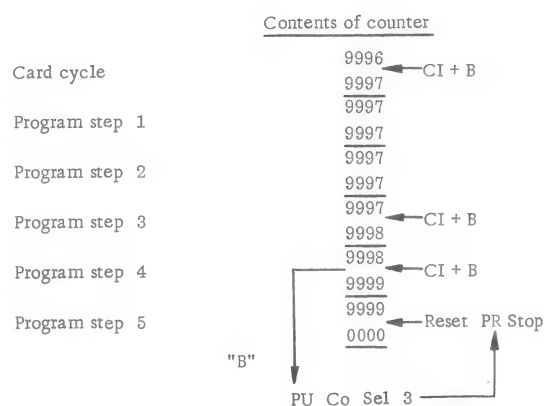 Contents of counter
9996
Card cycle
CI + B
9997
9997
Program step 1
9997
9997
Program step 2
9997
9997
Program step 3
CI + B
9998
9998
Program step 4
CI + B
9999
9999
Program step 5
Reset PR Stop
0000
"B"
PU Co Sel 3